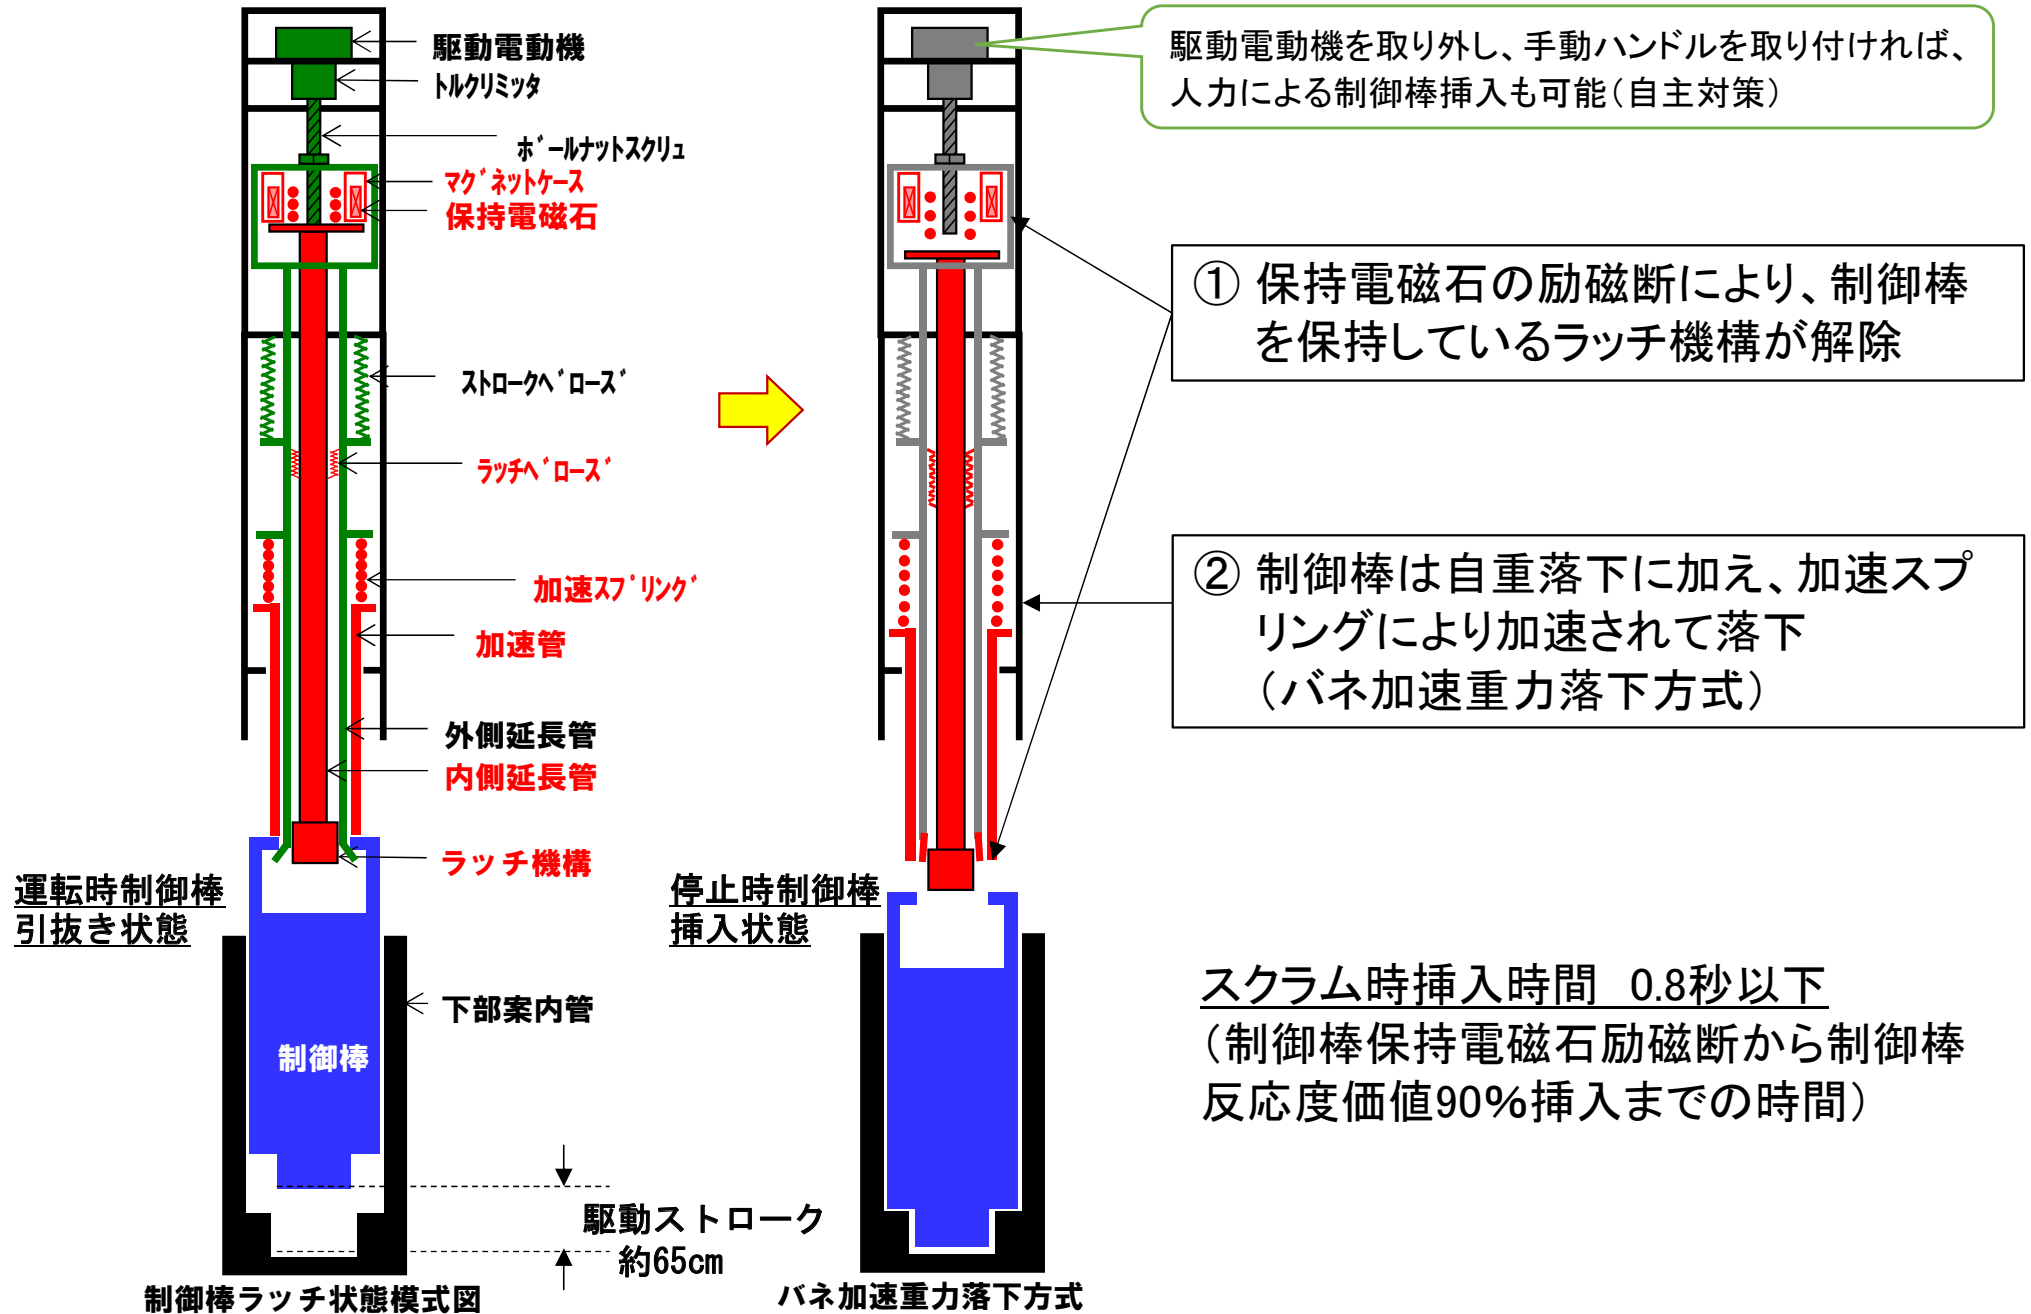 駆動電動機
トルクリミッタ
ボールナットスクリュ
マグネットケース
保持電磁石
ストロークベローズ
ラッチベローズ
加速スプリング
加速管
外側延長管
内側延長管
ラッチ機構
運転時制御棒
引抜き状態
下部案内管
制御棒
駆動ストローク
約65cm
制御棒ラッチ状態模式図
停止時制御棒
挿入状態
バネ加速重力落下方式
駆動電動機を取り外し、手動ハンドルを取り付ければ、
人力による制御棒挿入も可能(自主対策)
① 保持電磁石の励磁断により、制御棒
を保持しているラッチ機構が解除
② 制御棒は自重落下に加え、加速スプ
リングにより加速されて落下
(バネ加速重力落下方式)
スクラム時挿入時間 0.8秒以下
(制御棒保持電磁石励磁断から制御棒
反応度価値90%挿入までの時間)